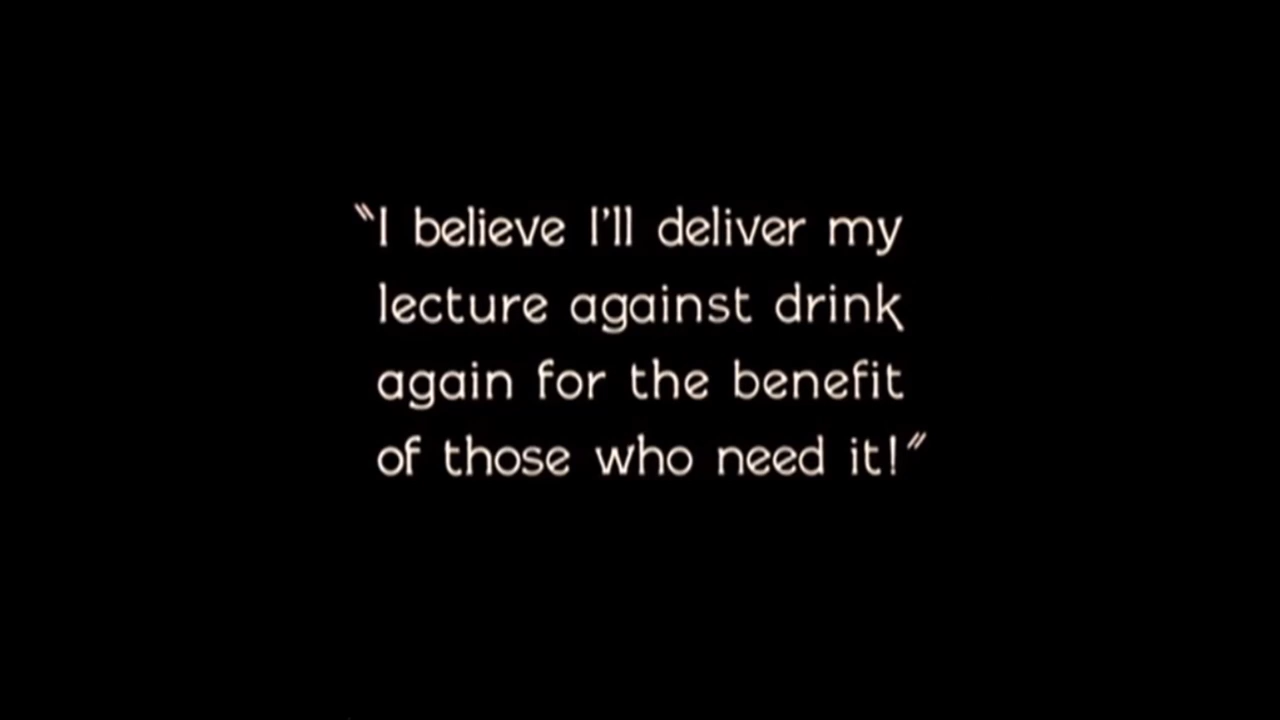 "I believe I'll deliver my
lecture against drink
again for the benefit
of those who need it!"